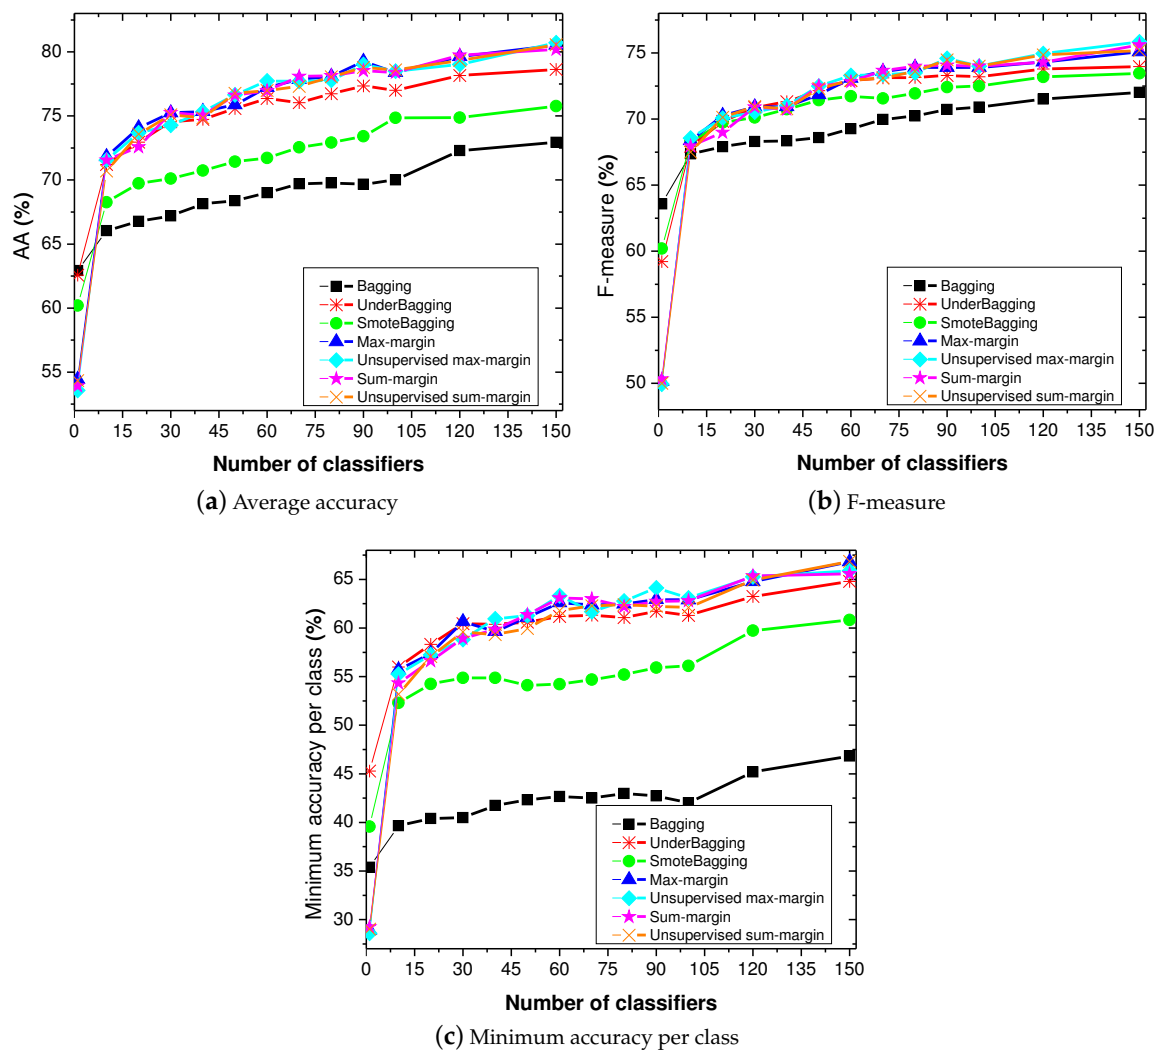 80
75
70
65
60
55
AA (%)
Bagging
UnderBagging
SmoteBagging
Max-margin
Unsupervised max-margin
Sum-margin
Unsupervised sum-margin
0 15 30 45 60 75 90 105 120 135 150
Number of classifiers
(a) Average accuracy
75
70
65
60
55
50
F-measure (%)
Bagging
UnderBagging
SmoteBagging
Max-margin
Unsupervised max-margin
Sum-margin
Unsupervised sum-margin
0 15 30 45 60 75 90 105 120 135 150
Number of classifiers
(b) F-measure
65
60
55
50
45
40
35
30
Minimum accuracy per class (%)
Bagging
UnderBagging
SmoteBagging
Max-margin
Unsupervised max-margin
Sum-margin
Unsupervised sum-margin
0 15 30 45 60 75 90 105 120 135 150
Number of classifiers
(c) Minimum accuracy per class